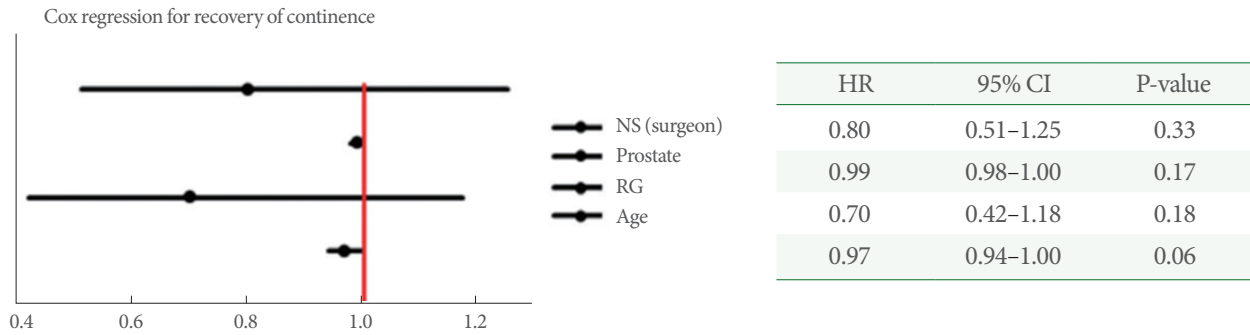 Cox regression for recovery of continence
0.4 0.6 0.8 1.0 1.2
NS (surgeon)
Prostate
RG
Age
HR 95% CI P-value
0.80 0.51–1.25 0.33
0.99 0.98–1.00 0.17
0.70 0.42–1.18 0.18
0.97 0.94–1.00 0.06